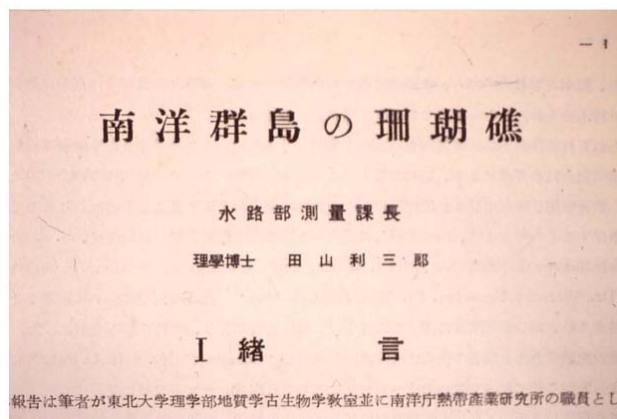 南洋群島の珊瑚礁
水路部測量課長
理學博士 田山利三郎
I 緒言
報告は筆者が東北大学理学部地質学古生物学教室並に南洋庁熱帯産業研究所の職員とし